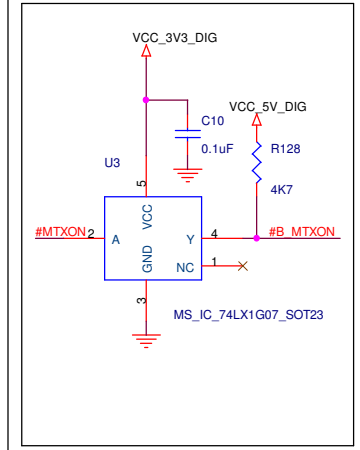 VCC_3V3_DIG
VCC_5V_DIG
C10
0.1uF
R128
4K7
U3
5
VCC
#MTXON
2
A
Y
4
#B_MTXON
GND
NC
1
3
MS_IC_74LX1G07_SOT23